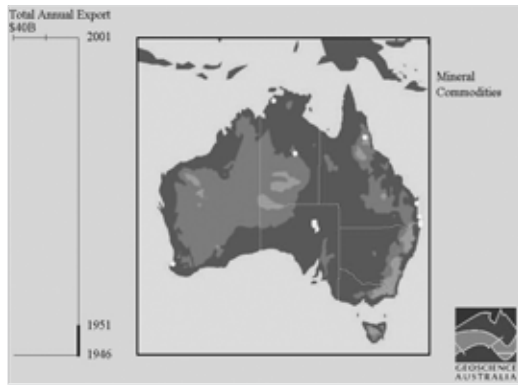 Total Annual Export
$40B
2001
Mineral
Commodities
1951
1946
GEOSCIENCE
AUSTRALIA